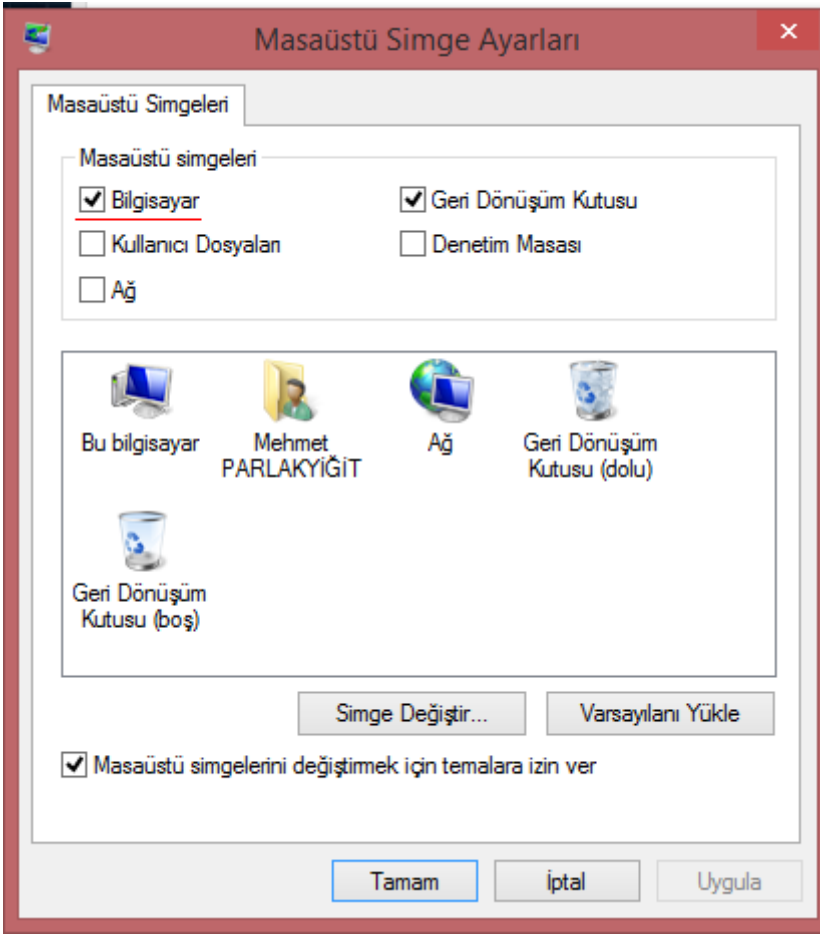 Masaüstü Simge Ayarları
Masaüstü Simgeleri
Masaüstü simgeleri
Bilgisayar
Geri Dönüşüm Kutusu
Kullanıcı Dosyaları
Denetim Masası
Ağ
Bu bilgisayar
Mehmet
PARLAKYİĞİT
Ağ
Geri Dönüşüm
Kutusu (dolu)
Geri Dönüşüm
Kutusu (boş)
Simge Değiştir...
Varsayılanı Yükle
Masaüstü simgelerini değiştirmek için temalara izin ver
Tamam
İptal
Uygula